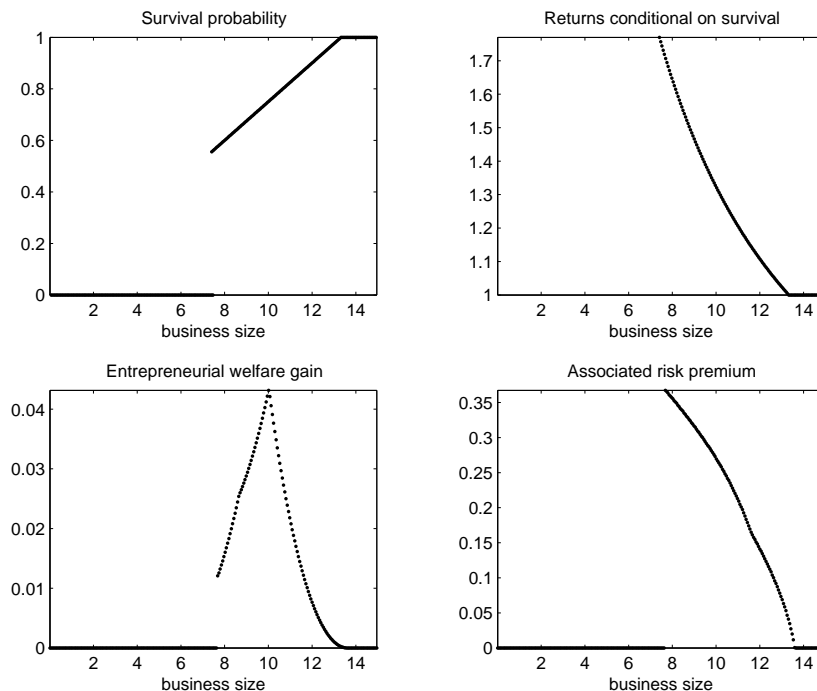 Survival probability
1
0.8
0.6
0.4
0.2
0
2 4 6 8 10 12 14
business size
Returns conditional on survival
1.7
1.6
1.5
1.4
1.3
1.2
1.1
1
2 4 6 8 10 12 14
business size
Entrepreneurial welfare gain
0.04
0.03
0.02
0.01
0
2 4 6 8 10 12 14
business size
Associated risk premium
0.35
0.3
0.25
0.2
0.15
0.1
0.05
0
2 4 6 8 10 12 14
business size